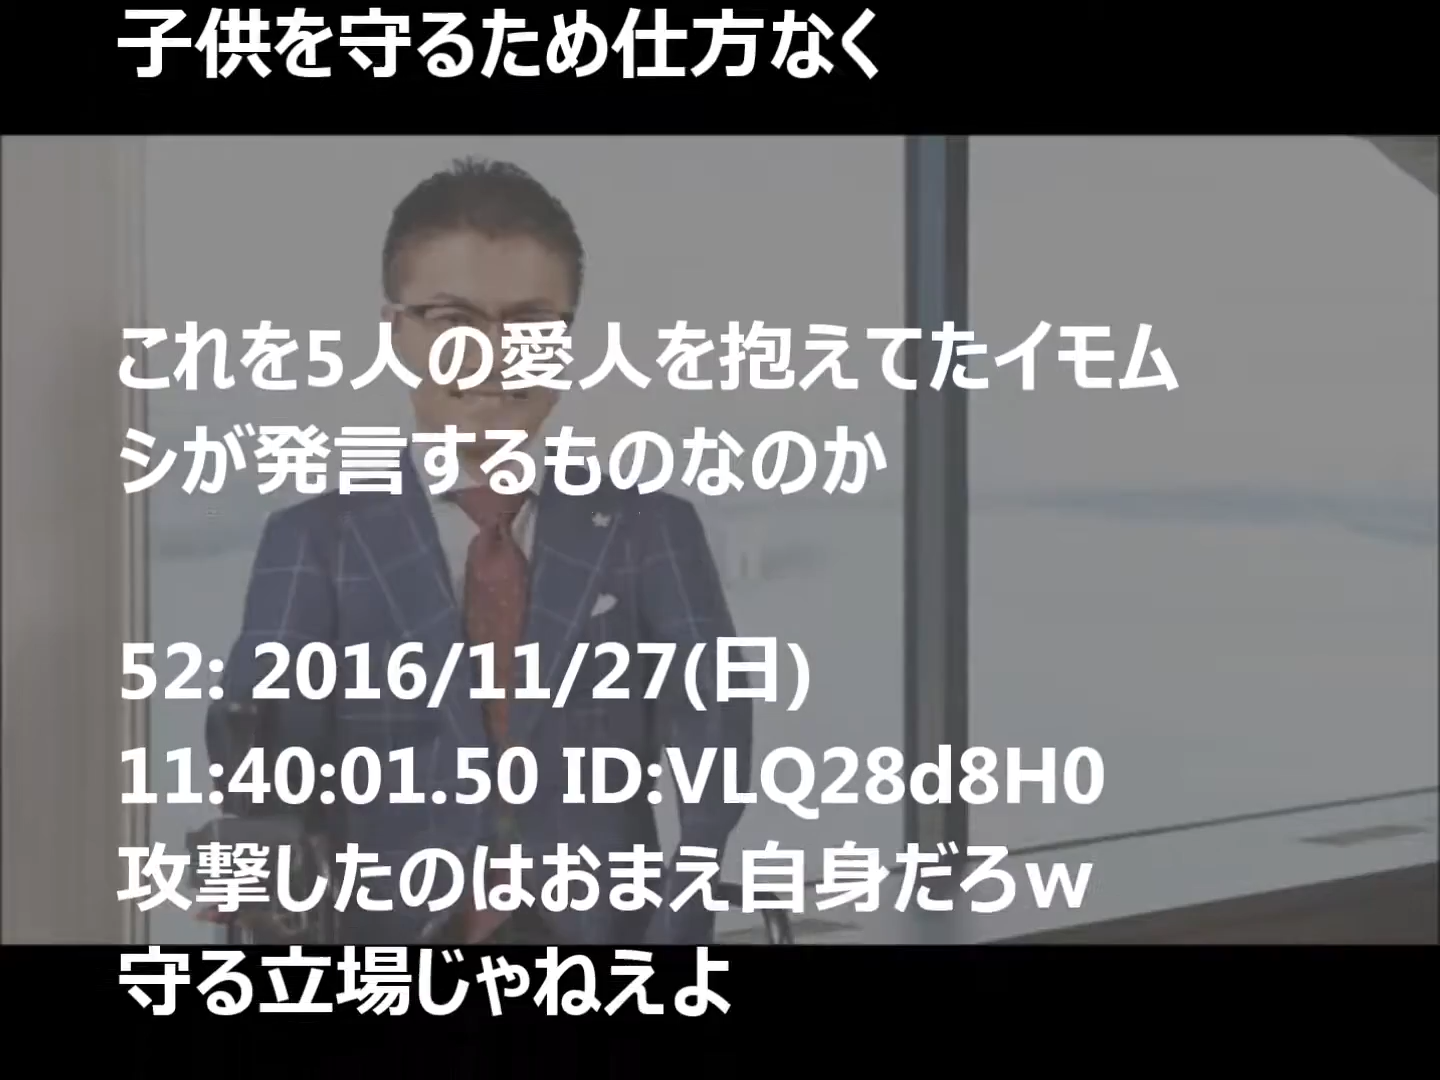 子供を守るため仕方なく
これを5人の愛人を抱えてたイモム
シが発言するものなのか
52: 2016/11/27(日)
11:40:01.50 ID:VLQ28d8H0
攻撃したのはおまえ自身だろw
守る立場じゃねえよ